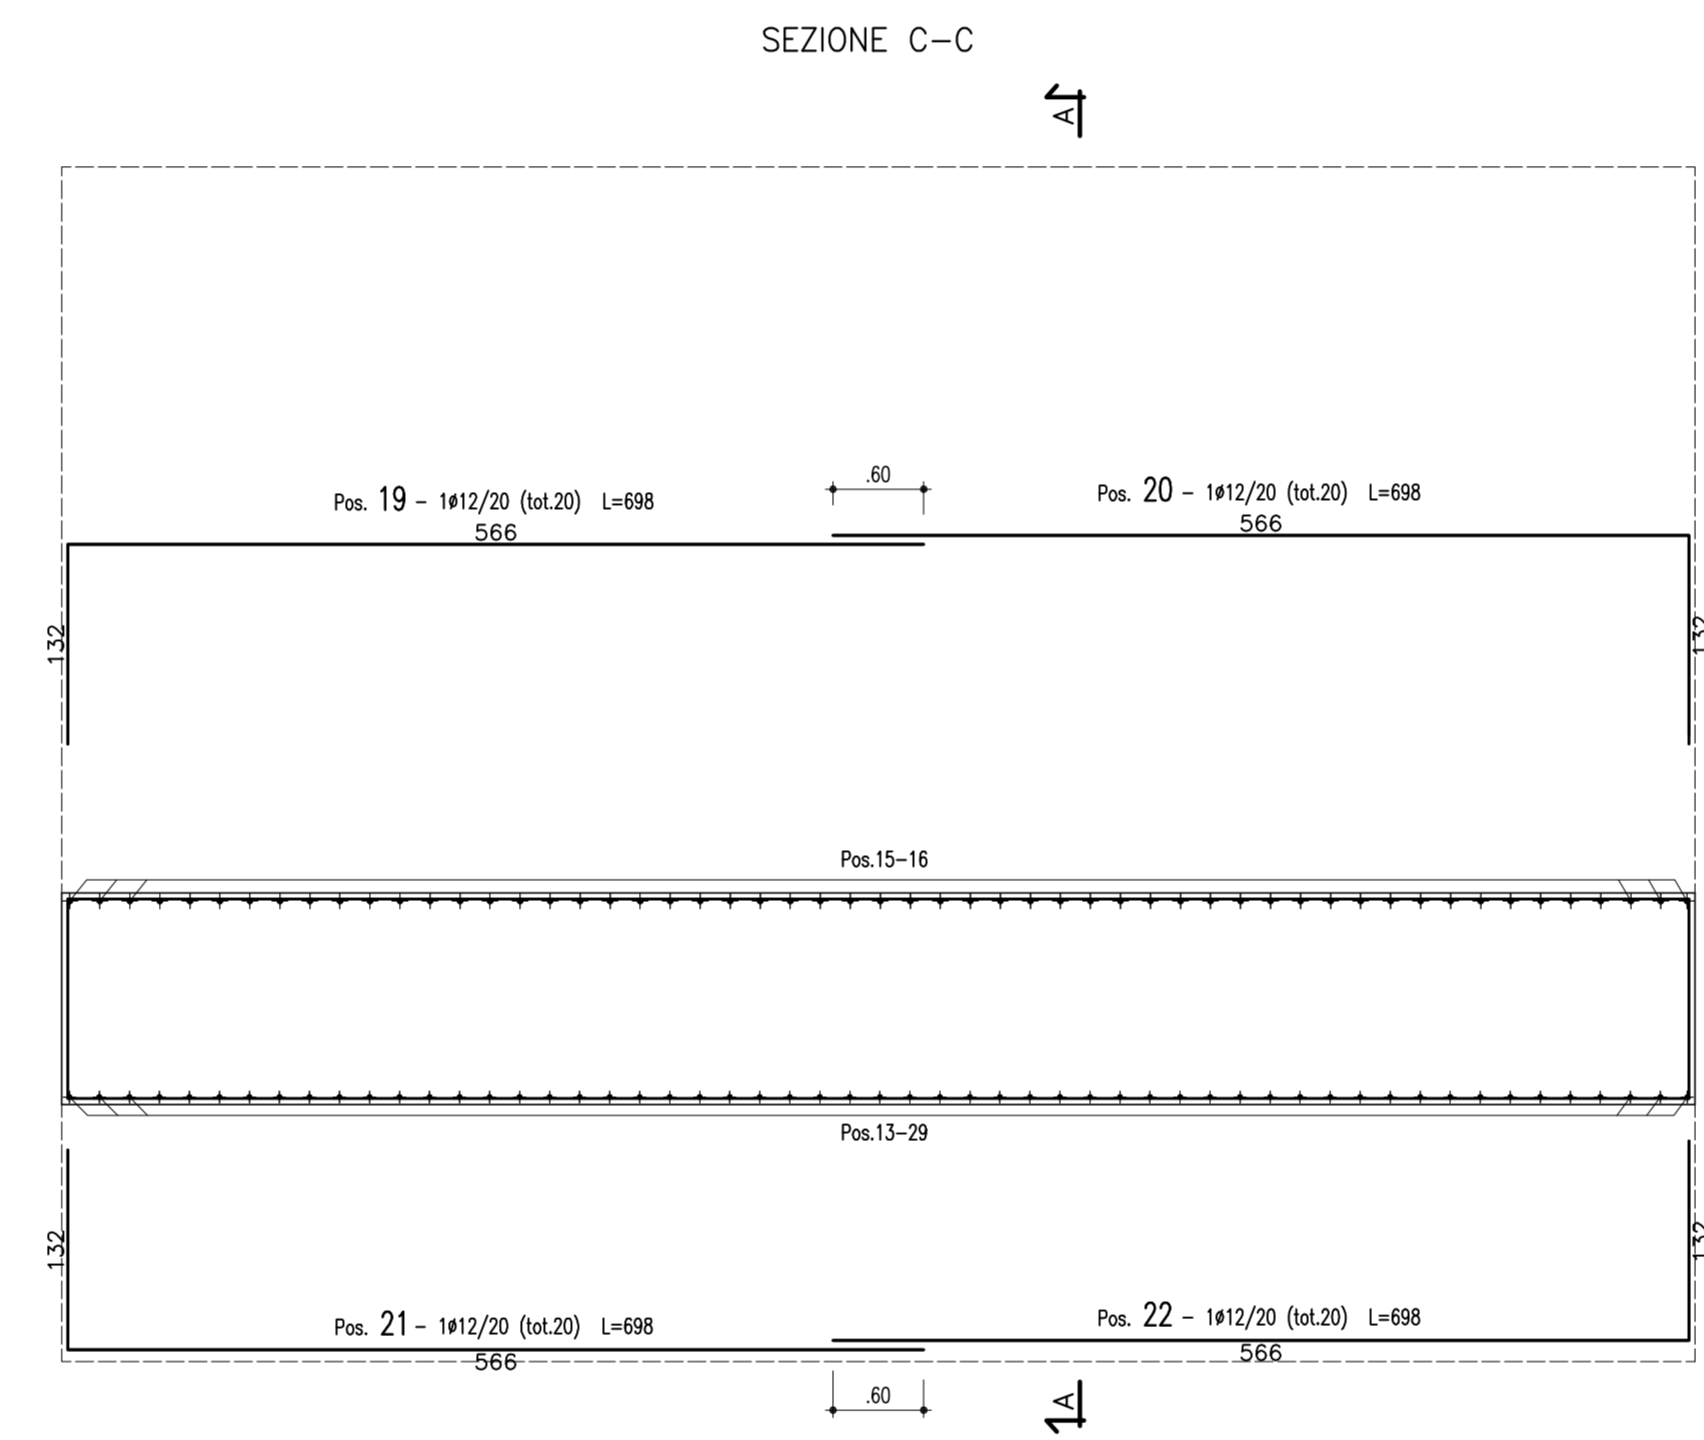 SEZIONE C-C
A
.60
Pos. 19 - 1ø12/20 (tot.20) L=698
Pos. 20 - 1ø12/20 (tot.20) L=698
566
566
132
132
Pos.15-16
Pos.13-29
132
132
Pos. 21 - 1ø12/20 (tot.20) L=698
Pos. 22 - 1ø12/20 (tot.20) L=698
566
566
.60
A